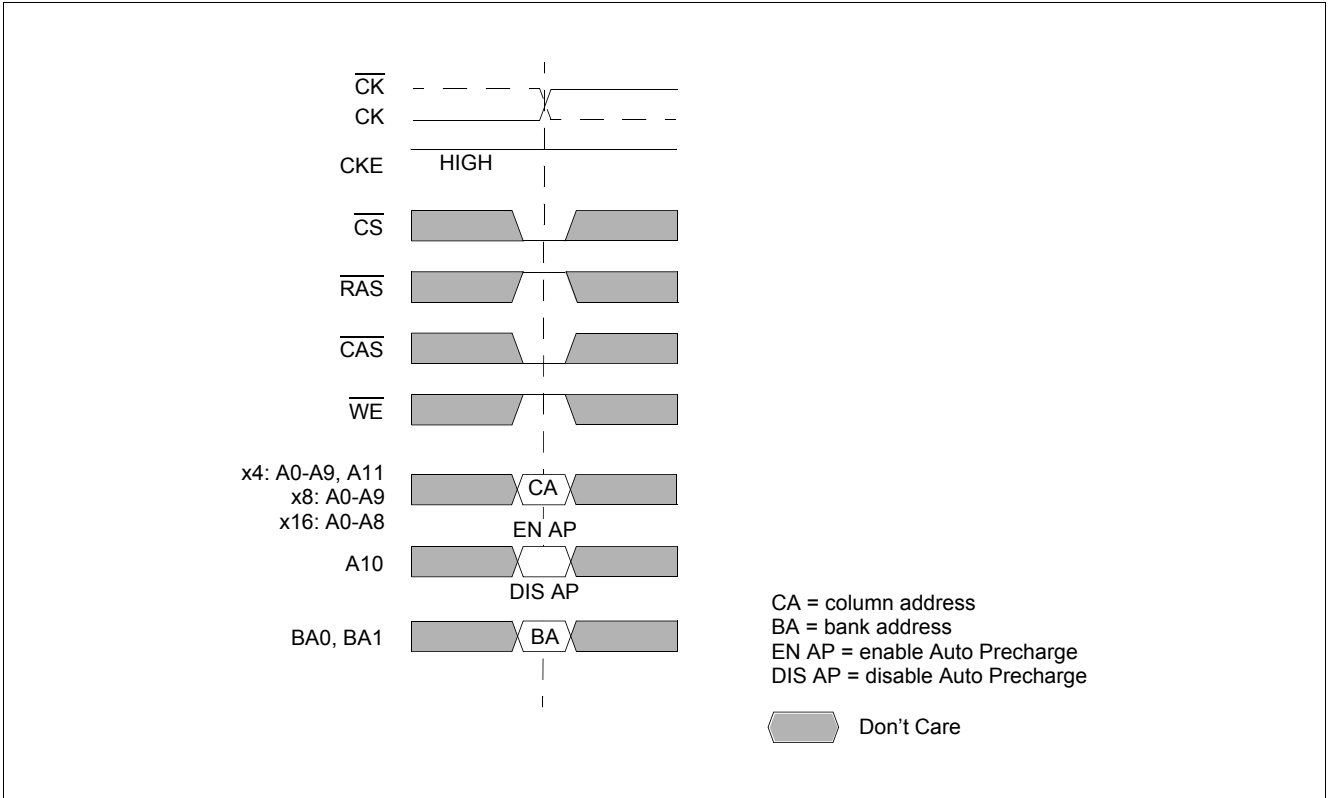 CK
CK
CKE HIGH
CS
RAS
CAS
WE
x4: A0-A9, A11
x8: A0-A9
x16: A0-A8
CA
EN AP
A10
DIS AP
BA0, BA1
BA
CA = column address
BA = bank address
EN AP = enable Auto Precharge
DIS AP = disable Auto Precharge
Don't Care